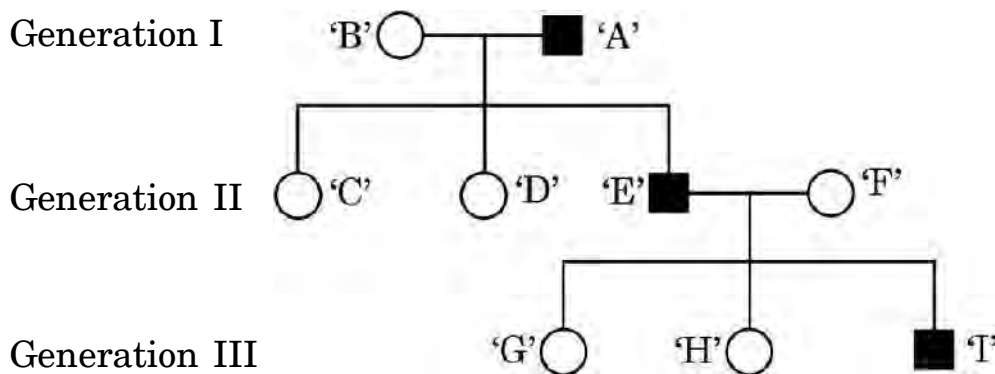 Generation I 'B' 'A'
Generation II 'C' 'D' 'E' 'F'
Generation III 'G' 'H' 'I'